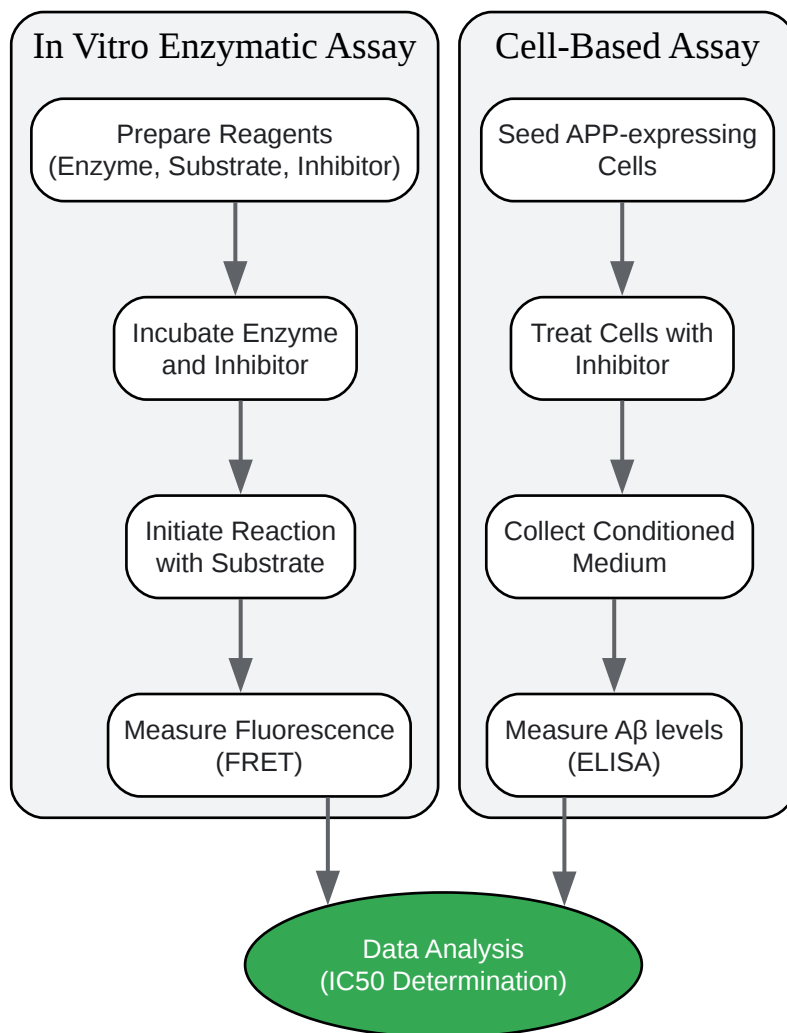 In Vitro Enzymatic Assay
Prepare Reagents
(Enzyme, Substrate, Inhibitor)
Incubate Enzyme
and Inhibitor
Initiate Reaction
with Substrate
Measure Fluorescence
(FRET)
Cell-Based Assay
Seed APP-expressing
Cells
Treat Cells with
Inhibitor
Collect Conditioned
Medium
Measure Aβ levels
(ELISA)
Data Analysis
(IC50 Determination)